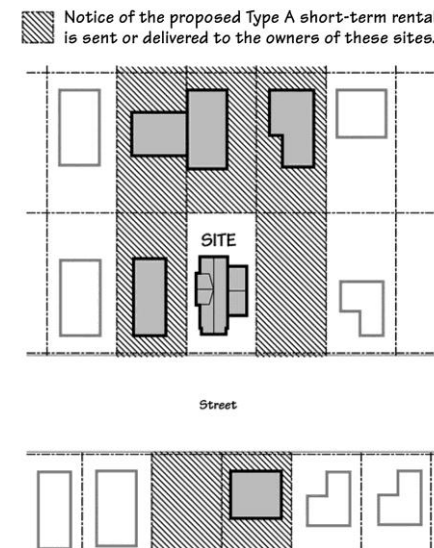 Notice of the proposed Type A short-term rental
is sent or delivered to the owners of these sites.
SITE
Street